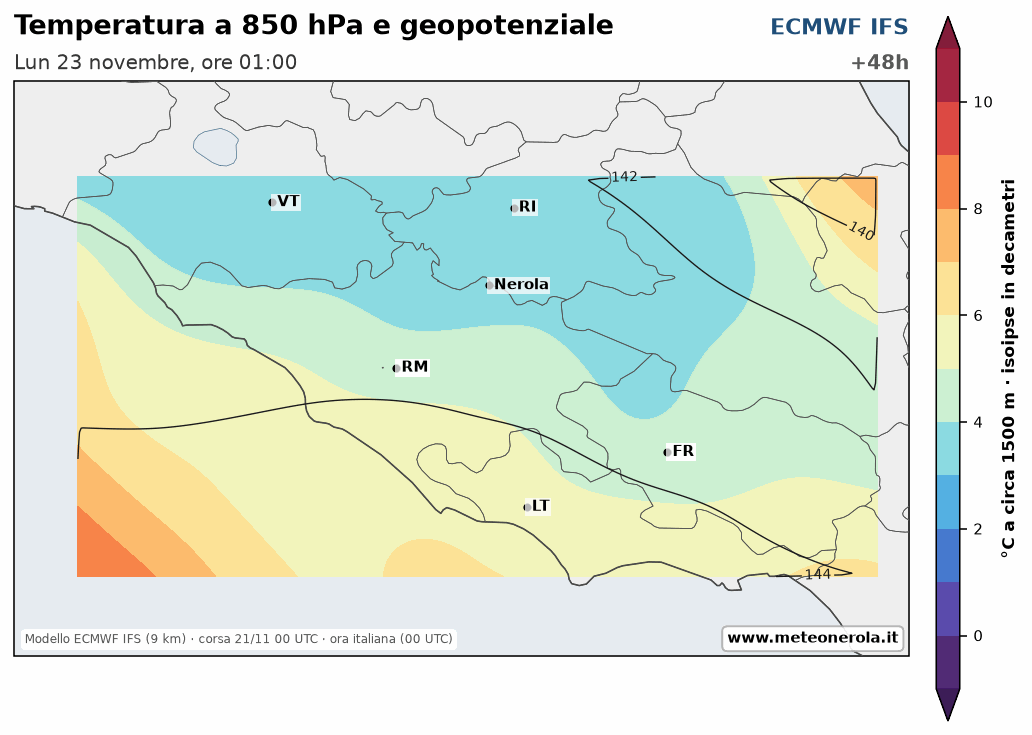 Temperatura a 850 hPa e geopotenziale
ECMWF IFS
Lun 23 novembre, ore 01:00
+48h
142
VT
RI
140
Nerola
RM
FR
LT
144
Modello ECMWF IFS (9 km) · corsa 21/11 00 UTC · ora italiana (00 UTC)
www.meteonerola.it
10
8
6
4
2
0
°C a circa 1500 m · isoipse in decametri